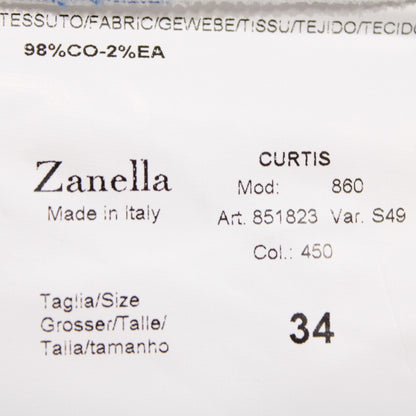 TESSUTO/FABRIC/GEWEBE/TISSU/TEJIDO/TECIDO
98%CO-2%EA
Zanella
Made in Italy
CURTIS
Mod: 860
Art. 851823 Var. S49
Col.: 450
Taglia/Size
Grosser/Talle/
Talla/tamanho
34